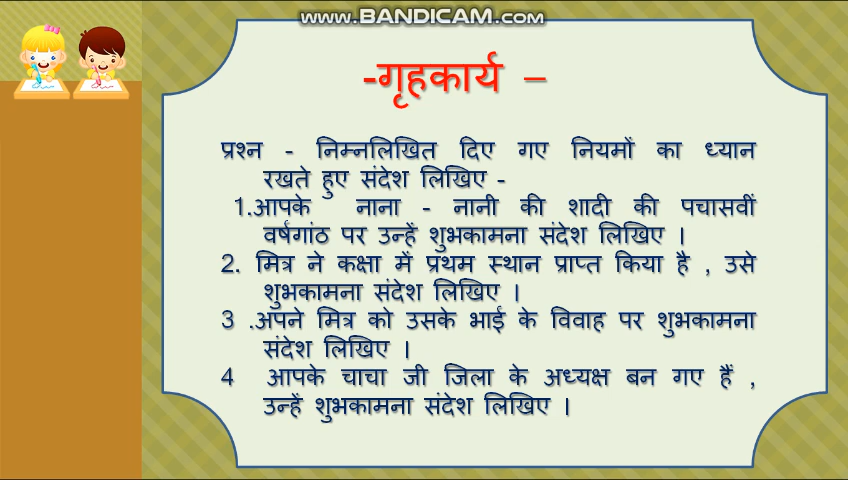 www.BANDICAM.com
-गृहकार्य –
प्रश्न - निम्नलिखित दिए गए नियमों का ध्यान
रखते हुए संदेश लिखिए -
1.आपके नाना - नानी की शादी की पचासवीं
वर्षगांठ पर उन्हें शुभकामना संदेश लिखिए ।
2. मित्र ने कक्षा में प्रथम स्थान प्राप्त किया है , उसे
शुभकामना संदेश लिखिए ।
3 .अपने मित्र को उसके भाई के विवाह पर शुभकामना
संदेश लिखिए ।
4 आपके चाचा जी जिला के अध्यक्ष बन गए हैं ,
उन्हें शुभकामना संदेश लिखिए ।